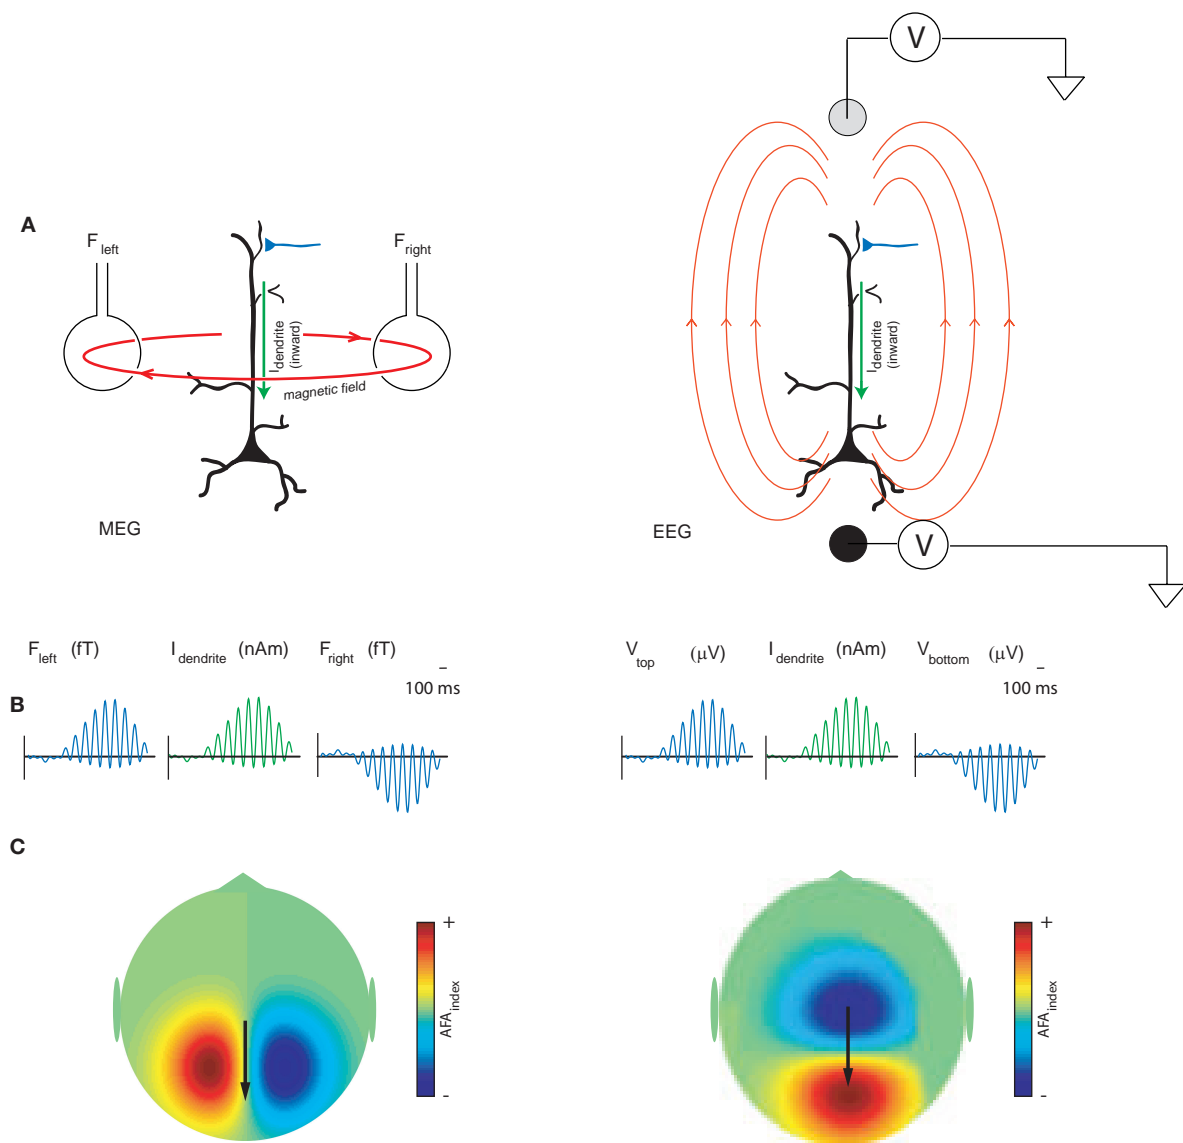 V
A
F left
F right
I dendrite
(inward)
magnetic field
MEG
I dendrite
(inward)
EEG
V
F left (fT)
I dendrite (nAm)
F right (fT)
100 ms
V top (µV)
I dendrite (nAm)
V bottom (µV)
100 ms
B
C
+
AFA index
-
+
AFA index
-